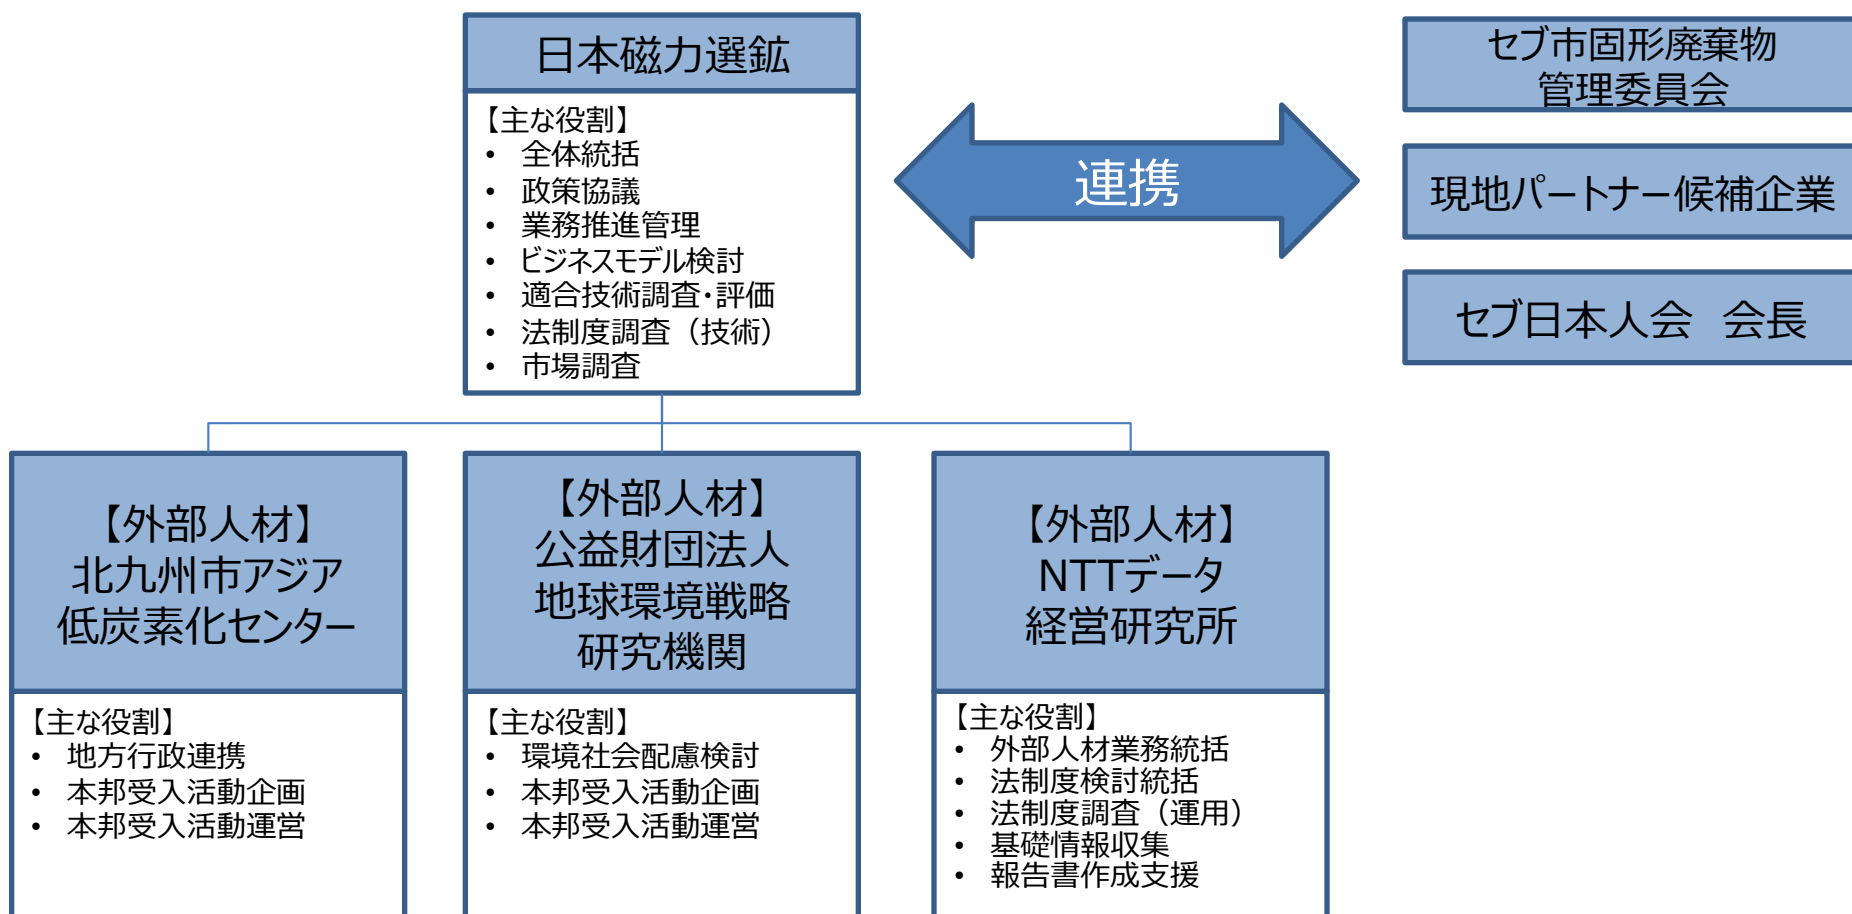 日本磁力選鉱
【主な役割】
• 全体統括
• 政策協議
• 業務推進管理
• ビジネスモデル検討
• 適合技術調査・評価
• 法制度調査（技術）
• 市場調査
連携
セブ市固形廃棄物
管理委員会
現地パートナー候補企業
セブ日本人会　会長
【外部人材】
北九州市アジア
低炭素化センター
【主な役割】
• 地方行政連携
• 本邦受入活動企画
• 本邦受入活動運営
【外部人材】
公益財団法人
地球環境戦略
研究機関
【主な役割】
• 環境社会配慮検討
• 本邦受入活動企画
• 本邦受入活動運営
【外部人材】
NTTデータ
経営研究所
【主な役割】
• 外部人材業務統括
• 法制度検討統括
• 法制度調査（運用）
• 基礎情報収集
• 報告書作成支援